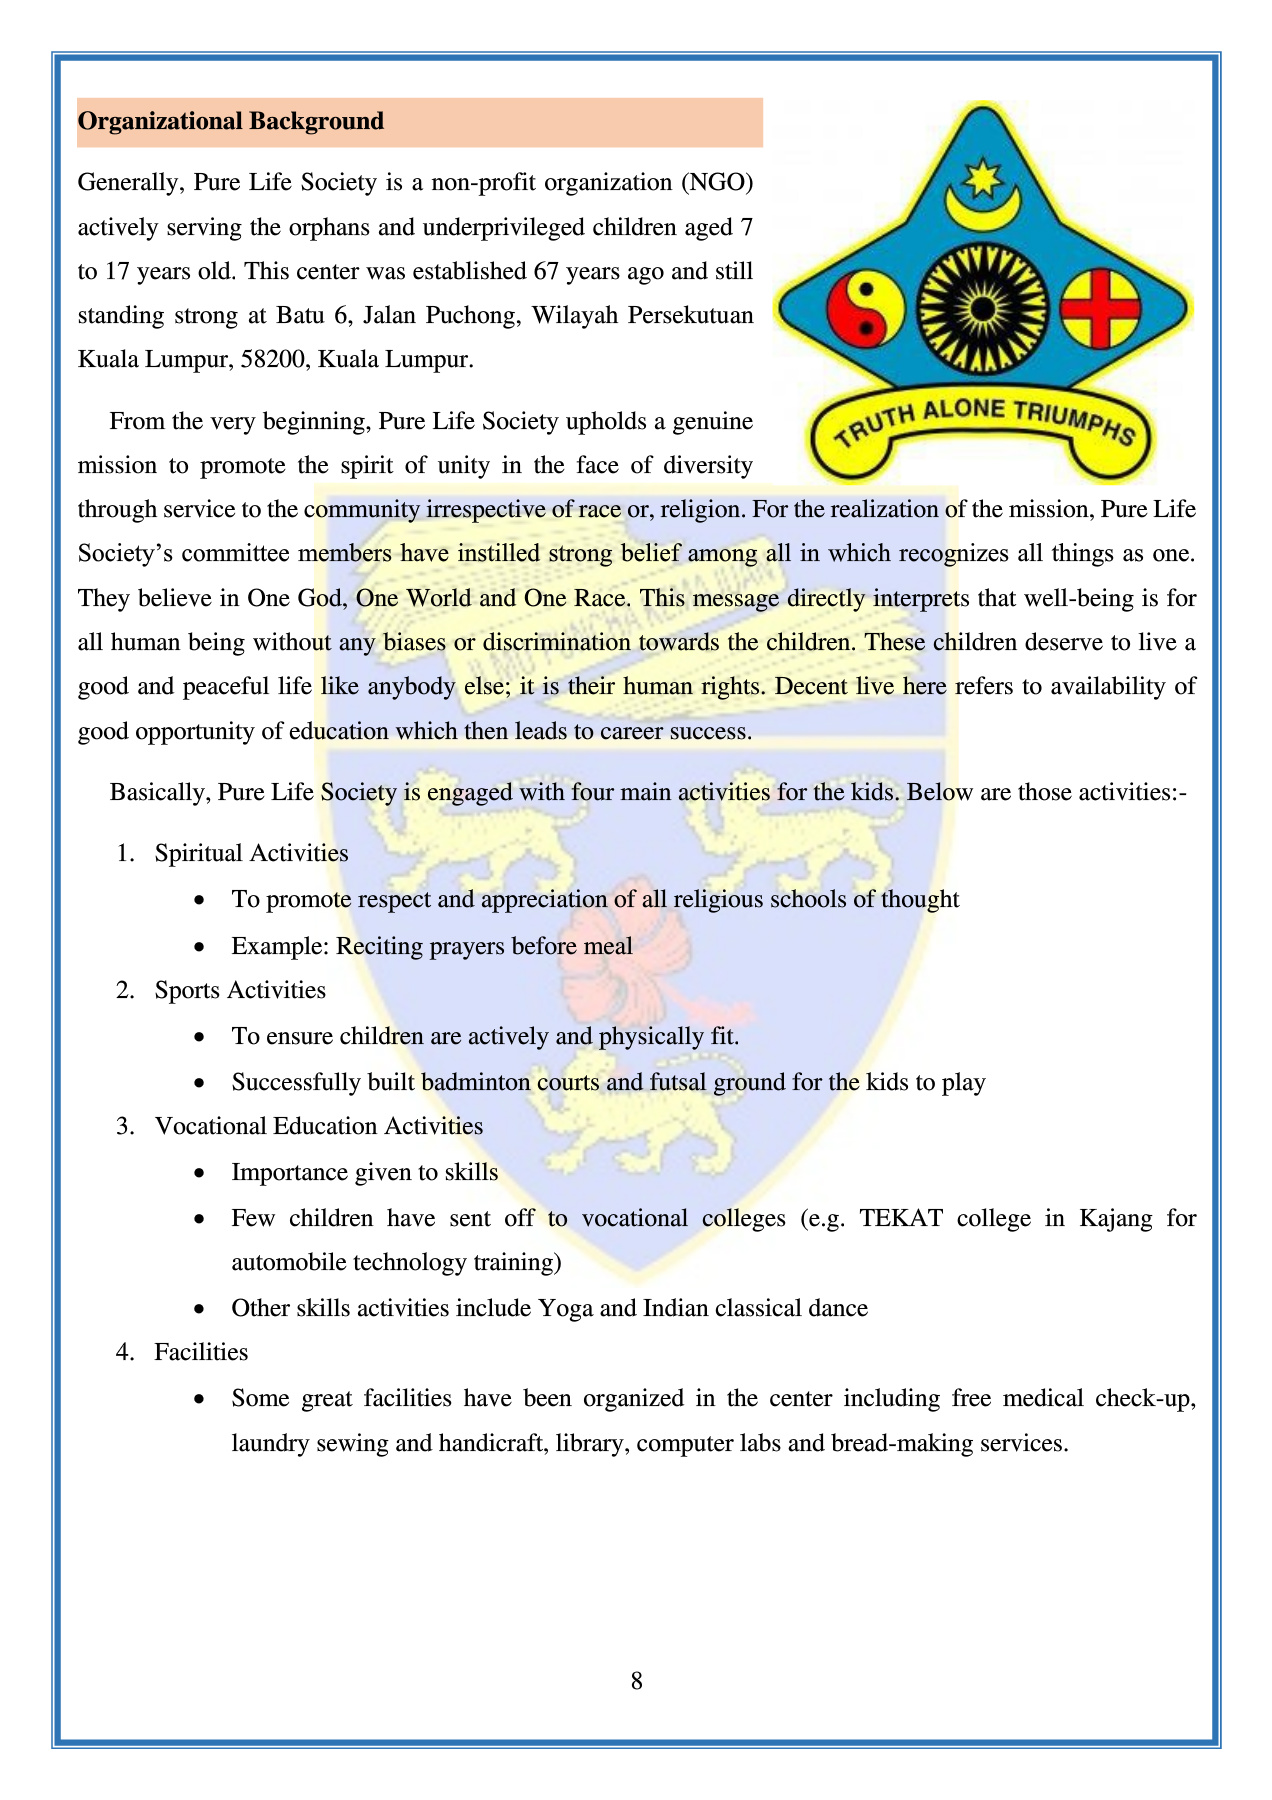 Organizational Background
Generally, Pure Life Society is a non-profit organization (NGO)
actively serving the orphans and underprivileged children aged 7
to 17 years old. This center was established 67 years ago and still
standing strong at Batu 6, Jalan Puchong, Wilayah Persekutuan
Kuala Lumpur, 58200, Kuala Lumpur.
TRUTH ALONE TRIUMPHS
From the very beginning, Pure Life Society upholds a genuine
mission to promote the spirit of unity in the face of diversity
through service to the community irrespective of race or, religion. For the realization of the mission, Pure Life
Society’s committee members have instilled strong belief among all in which recognizes all things as one.
They believe in One God, One World and One Race. This message directly interprets that well-being is for
all human being without any biases or discrimination towards the children. These children deserve to live a
good and peaceful life like anybody else; it is their human rights. Decent live here refers to availability of
good opportunity of education which then leads to career success.
ILMU PUNCHA KEMAJUAN
Basically, Pure Life Society is engaged with four main activities for the kids. Below are those activities:-
1. Spiritual Activities
• To promote respect and appreciation of all religious schools of thought
• Example: Reciting prayers before meal
2. Sports Activities
• To ensure children are actively and physically fit.
• Successfully built badminton courts and futsal ground for the kids to play
3. Vocational Education Activities
• Importance given to skills
• Few children have sent off to vocational colleges (e.g. TEKAT college in Kajang for
automobile technology training)
• Other skills activities include Yoga and Indian classical dance
4. Facilities
• Some great facilities have been organized in the center including free medical check-up,
laundry sewing and handicraft, library, computer labs and bread-making services.
8